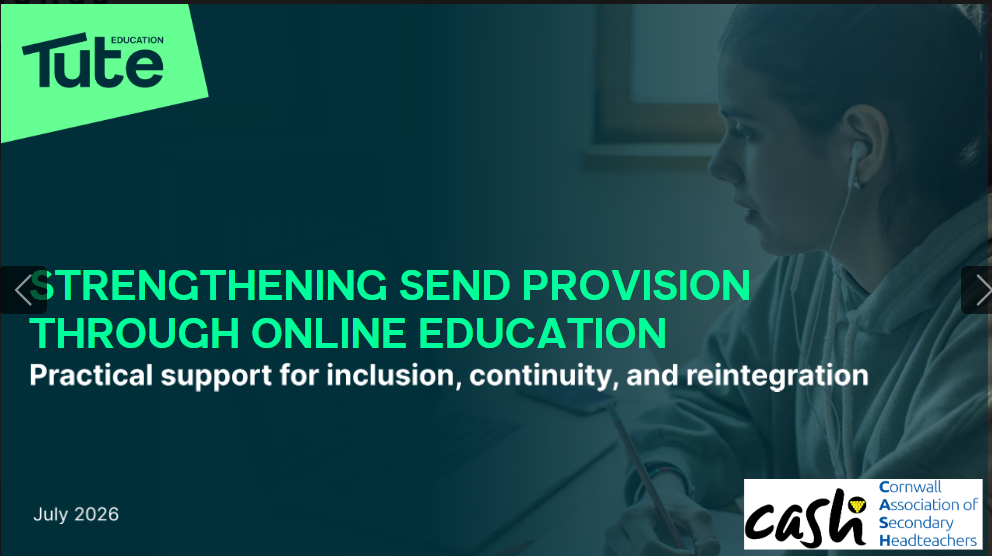 Tute EDUCATION
STRENGTHENING SEND PROVISION
THROUGH ONLINE EDUCATION
Practical support for inclusion, continuity, and reintegration
July 2026
cash
Cornwall
Association of
Secondary
Headteachers